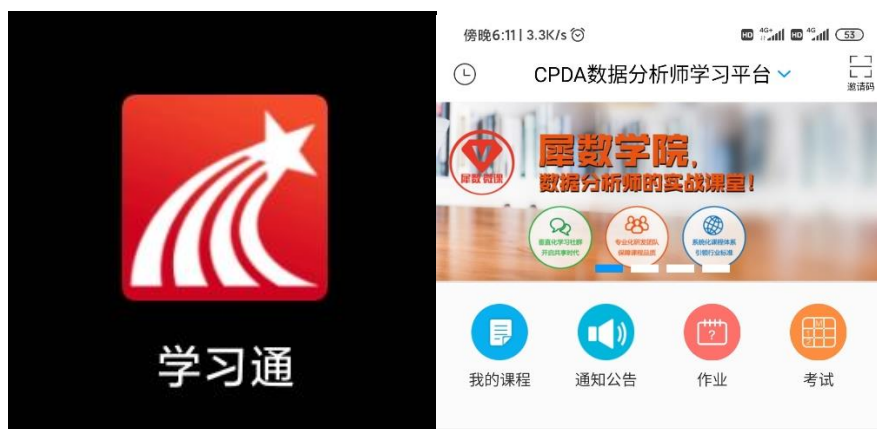 学习通
傍晚6:11 | 3.3K/s
HD 4G+ HD 4G 53
CPDA数据分析师学习平台
邀请码
犀数学院,
数据分析师的实战课堂!
犀数微课
垂直化学习社群
开启共享时代
专业化研发团队
保障课程品质
系统化课程体系
引领行业标准
我的课程
通知公告
作业
考试